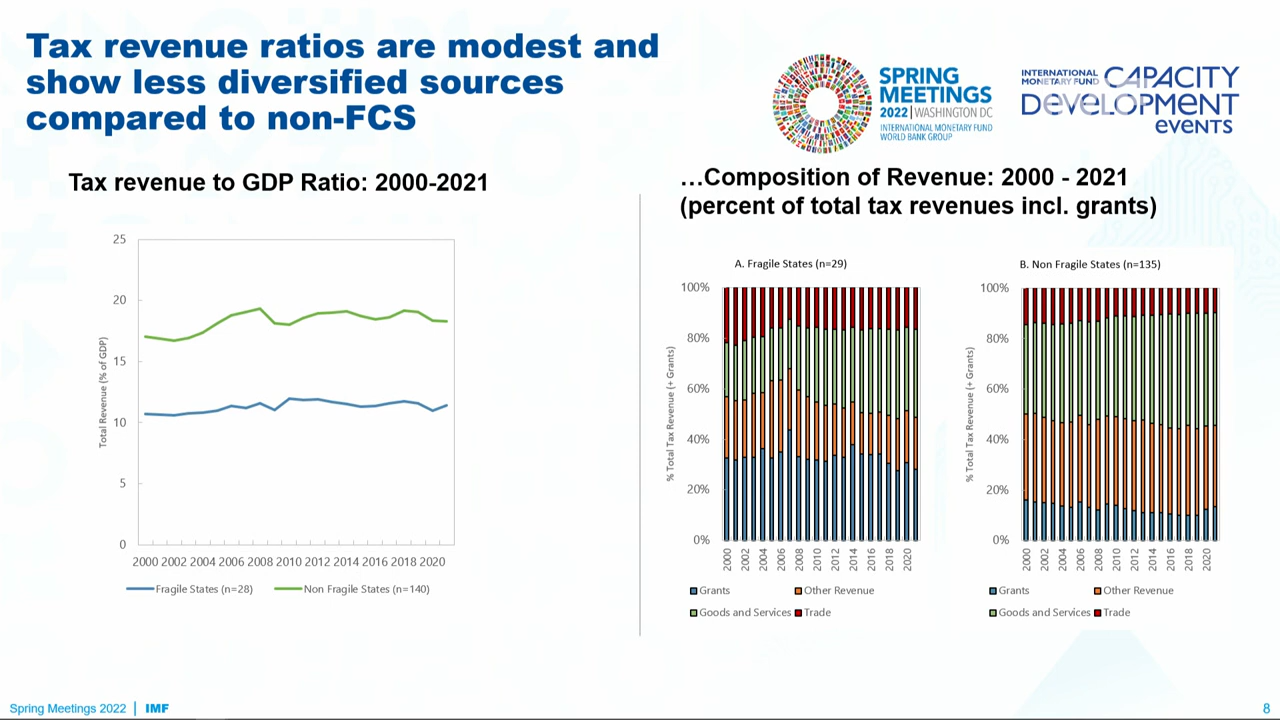 Tax revenue ratios are modest and
show less diversified sources
compared to non-FCS
SPRING
MEETINGS
2022 | WASHINGTON DC
INTERNATIONAL MONETARY FUND
WORLD BANK GROUP
INTERNATIONAL
MONETARY FUND
CAPACITY
DEVELOPMENT
events
Tax revenue to GDP Ratio: 2000-2021
25
20
15
10
5
0
Total Revenue (% of GDP)
2000 2002 2004 2006 2008 2010 2012 2014 2016 2018 2020
Fragile States (n=28)
Non Fragile States (n=140)
…Composition of Revenue: 2000 - 2021
(percent of total tax revenues incl. grants)
A. Fragile States (n=29)
100%
80%
60%
40%
20%
0%
% Total Tax Revenue (+ Grants)
2000 2002 2004 2006 2008 2010 2012 2014 2016 2018 2020
Grants
Other Revenue
Goods and Services
Trade
B. Non Fragile States (n=135)
100%
80%
60%
40%
20%
0%
% Total Tax Revenue (+ Grants)
2000 2002 2004 2006 2008 2010 2012 2014 2016 2018 2020
Grants
Other Revenue
Goods and Services
Trade
Spring Meetings 2022 | IMF
8